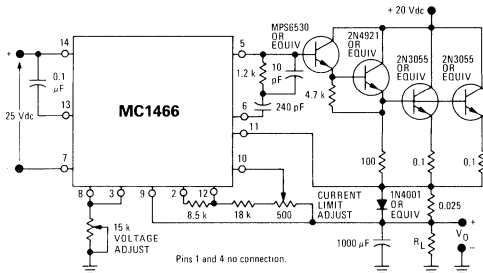 + 20 Vdc
MPS6530
OR
EQUIV
2N4921
OR
EQUIV
2N3055
OR
EQUIV
2N3055
OR
EQUIV
14
5
+
0.1
μF
1.2 k
10
pF
4.7 k
13
6
240 pF
25 Vdc
MC1466
11
7
10
100
0.1
0.1
8
3
9
2
12
CURRENT
LIMIT
ADJUST
1N4001
OR
EQUIV
0.025
8.5 k
18 k
500
+
15 k
VOLTAGE
ADJUST
1000 μF
RL
VO
–
Pins 1 and 4 no connection.